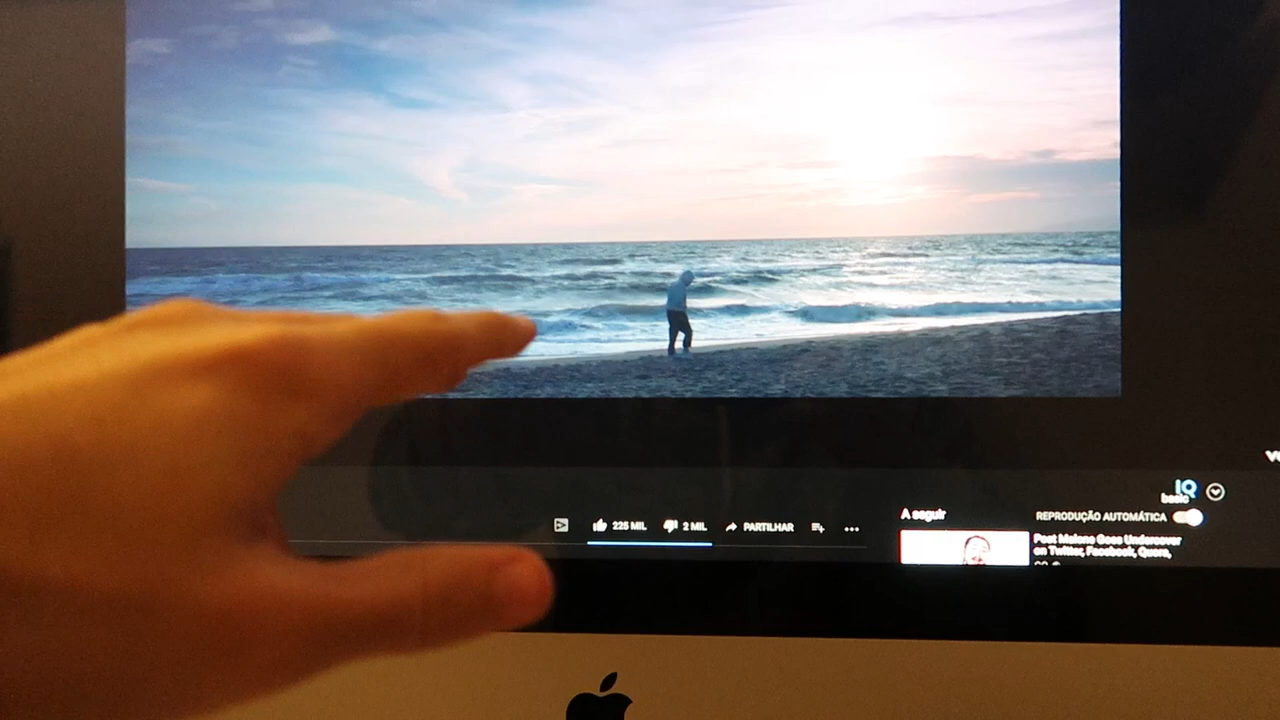 IQ
basic
225 MIL 2 MIL PARTILHAR
A seguir REPRODUÇÃO AUTOMÁTICA
Post Malone Goes Undercover
on Twitter, Facebook, Quora,